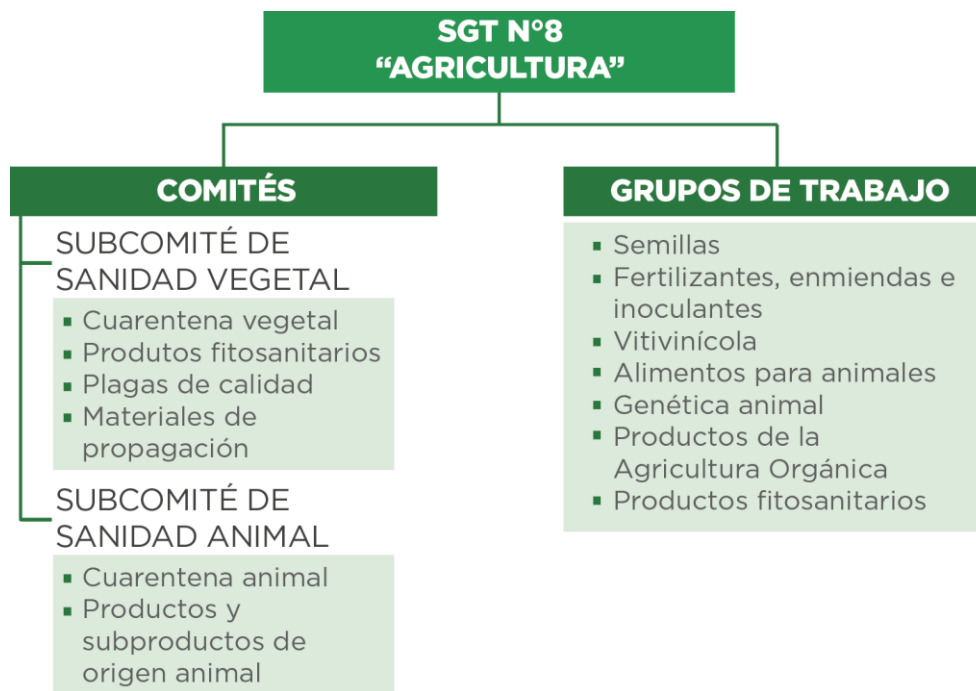 SGT N°8
“AGRICULTURA”
COMITÉS
SUBCOMITÉ DE
SANIDAD VEGETAL
▪ Cuarentena vegetal
▪ Produtos fitosanitarios
▪ Plagas de calidad
▪ Materiales de
propagación
SUBCOMITÉ DE
SANIDAD ANIMAL
▪ Cuarentena animal
▪ Productos y
subproductos de
origen animal
GRUPOS DE TRABAJO
▪ Semillas
▪ Fertilizantes, enmiendas e
inoculantes
▪ Vitivinícola
▪ Alimentos para animales
▪ Genética animal
▪ Productos de la
Agricultura Orgánica
▪ Productos fitosanitarios